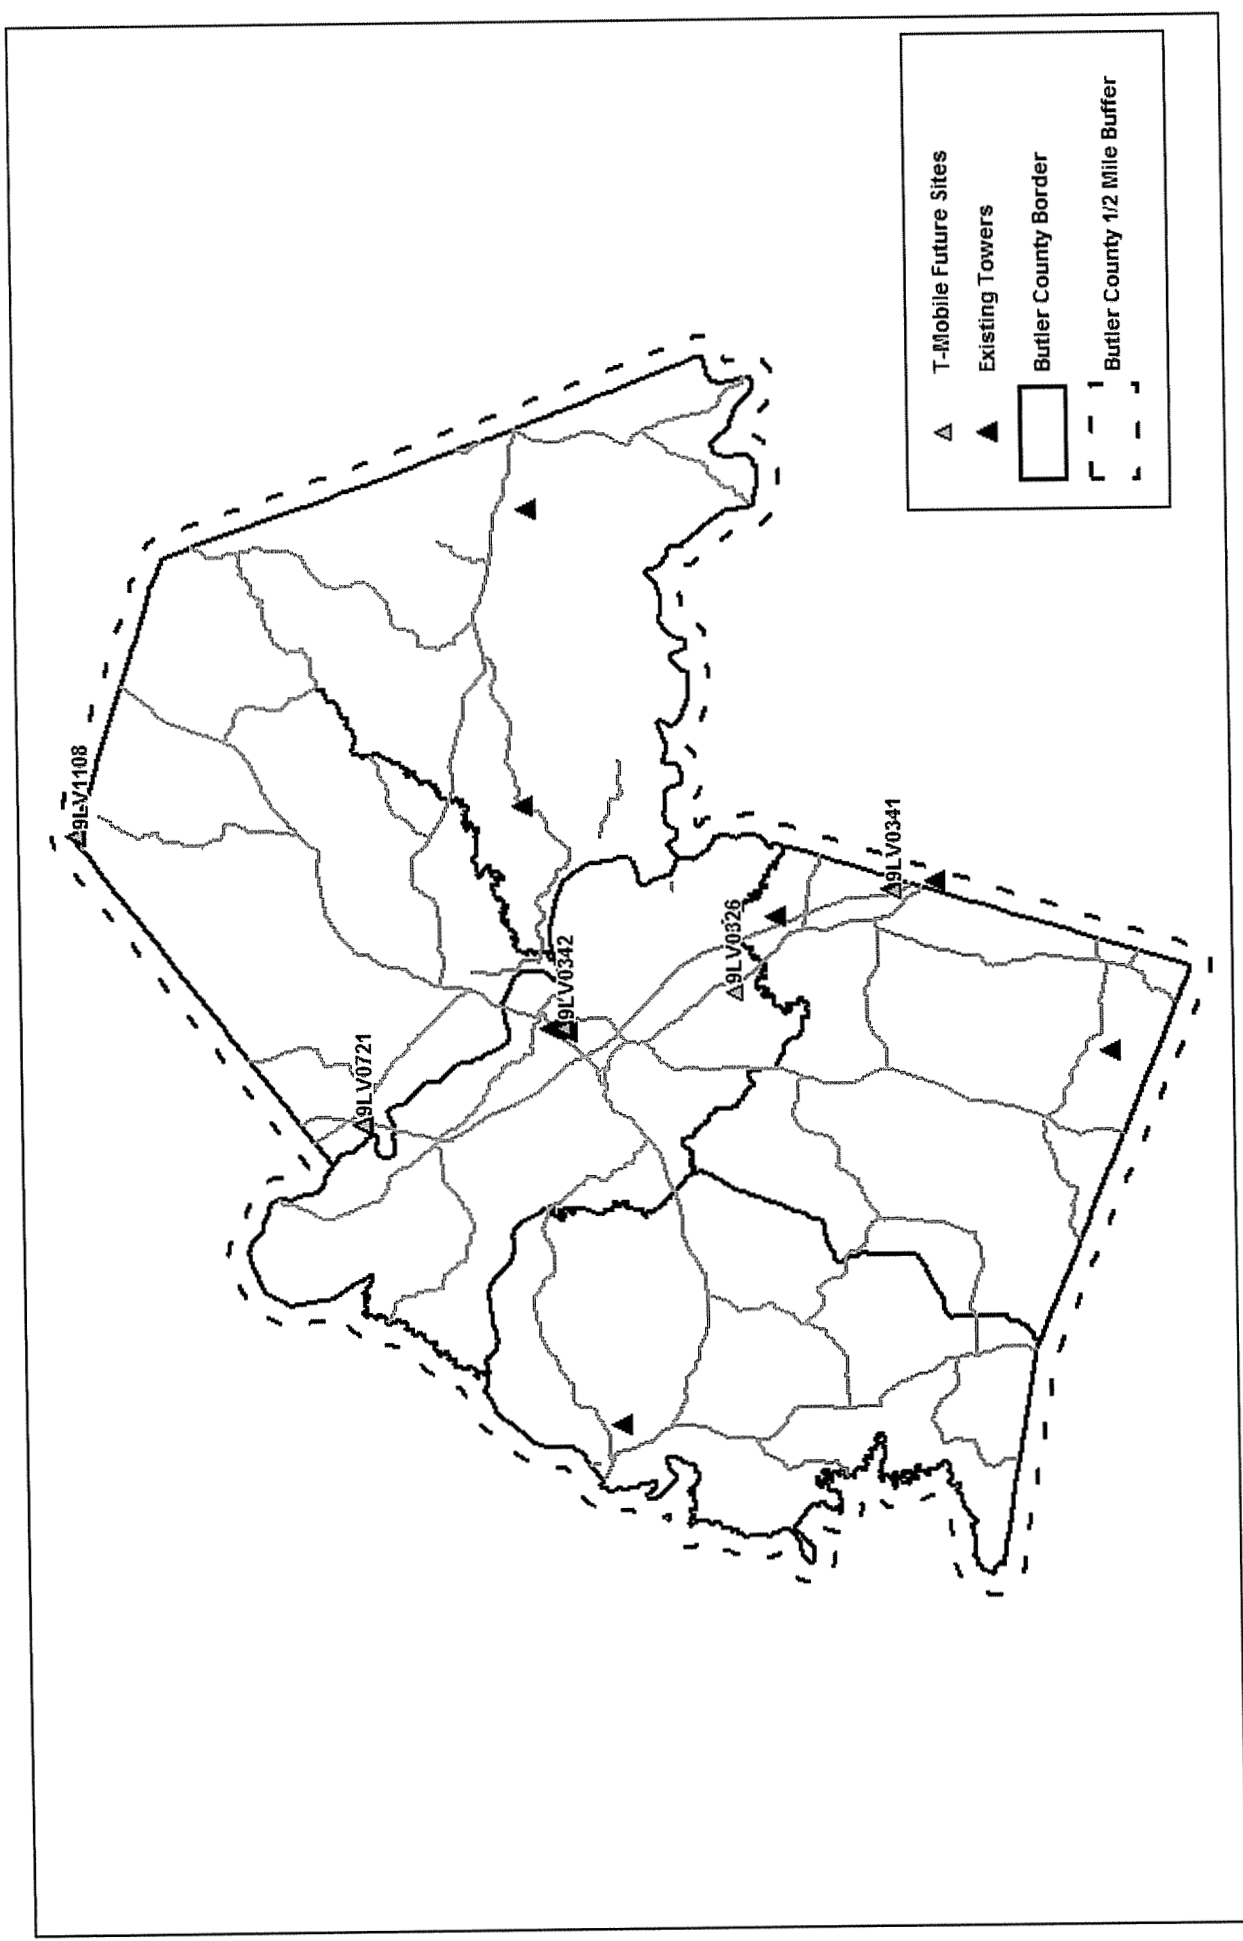 9LV1108
9LV0721
9LV0342
9LV0326
9LV0341
T-Mobile Future Sites
Existing Towers
Butler County Border
Butler County 1/2 Mile Buffer